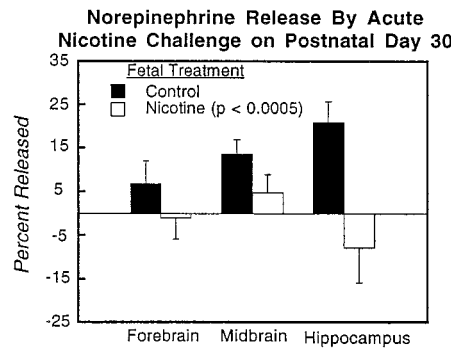 Norepinephrine Release By Acute
Nicotine Challenge on Postnatal Day 30
Percent Released
35
25
15
5
-5
-15
-25
Fetal Treatment
Control
Nicotine (p < 0.0005)
Forebrain Midbrain Hippocampus